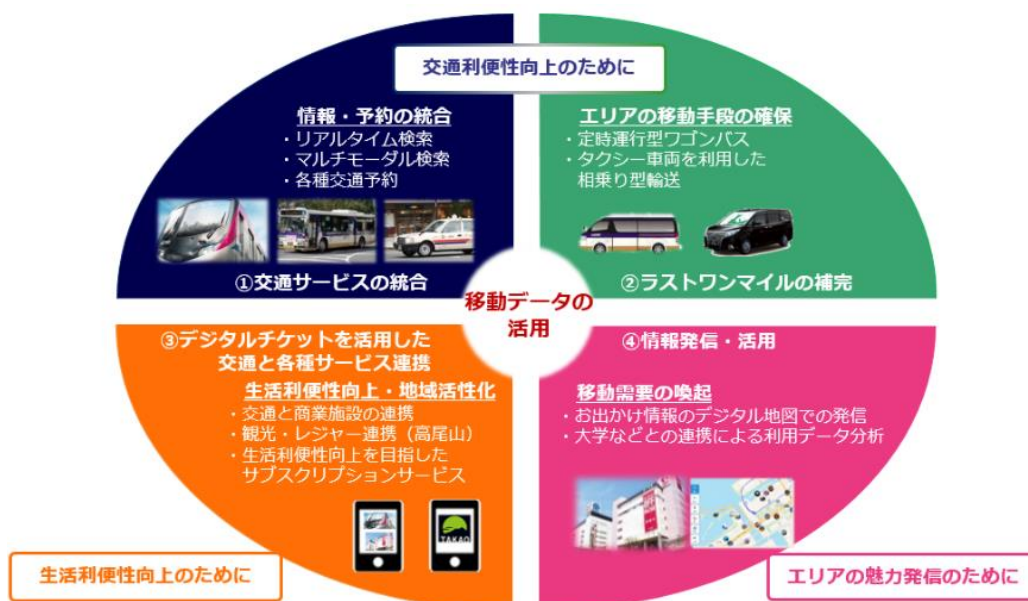 交通利便性向上のために
情報・予約の統合
・リアルタイム検索
・マルチモーダル検索
・各種交通予約
①交通サービスの統合
エリアの移動手段の確保
・定時運行型ワゴンバス
・タクシー車両を利用した
相乗り型輸送
②ラストワンマイルの補完
移動データの
活用
③デジタルチケットを活用した
交通と各種サービス連携
生活利便性向上・地域活性化
・交通と商業施設の連携
・観光・レジャー連携（高尾山）
・生活利便性向上を目指した
サブスクリプションサービス
TAKAO
④情報発信・活用
移動需要の喚起
・お出かけ情報のデジタル地図での発信
・大学などとの連携による利用データ分析
生活利便性向上のために
エリアの魅力発信のために